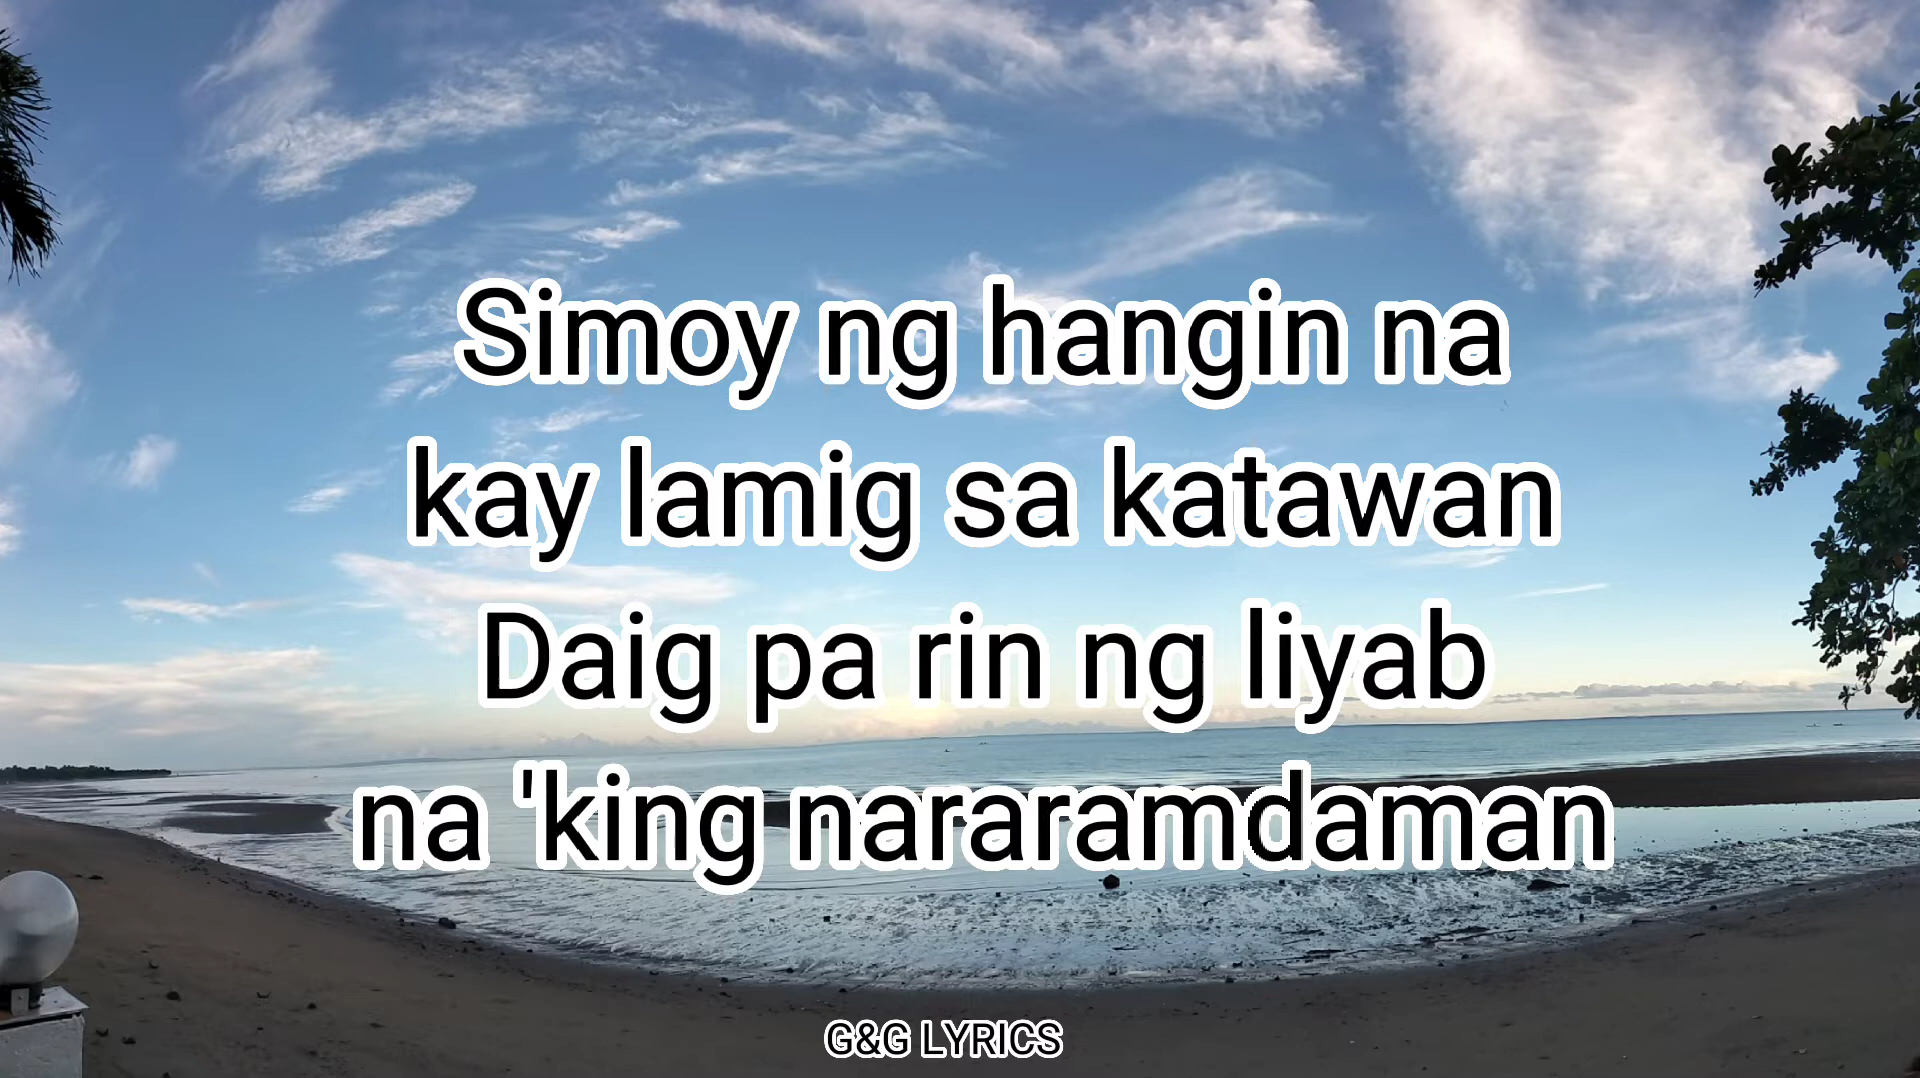 Simoy ng hangin na
kay lamig sa katawan
Daig pa rin ng liyab
na 'king nararamdaman
G&G LYRICS